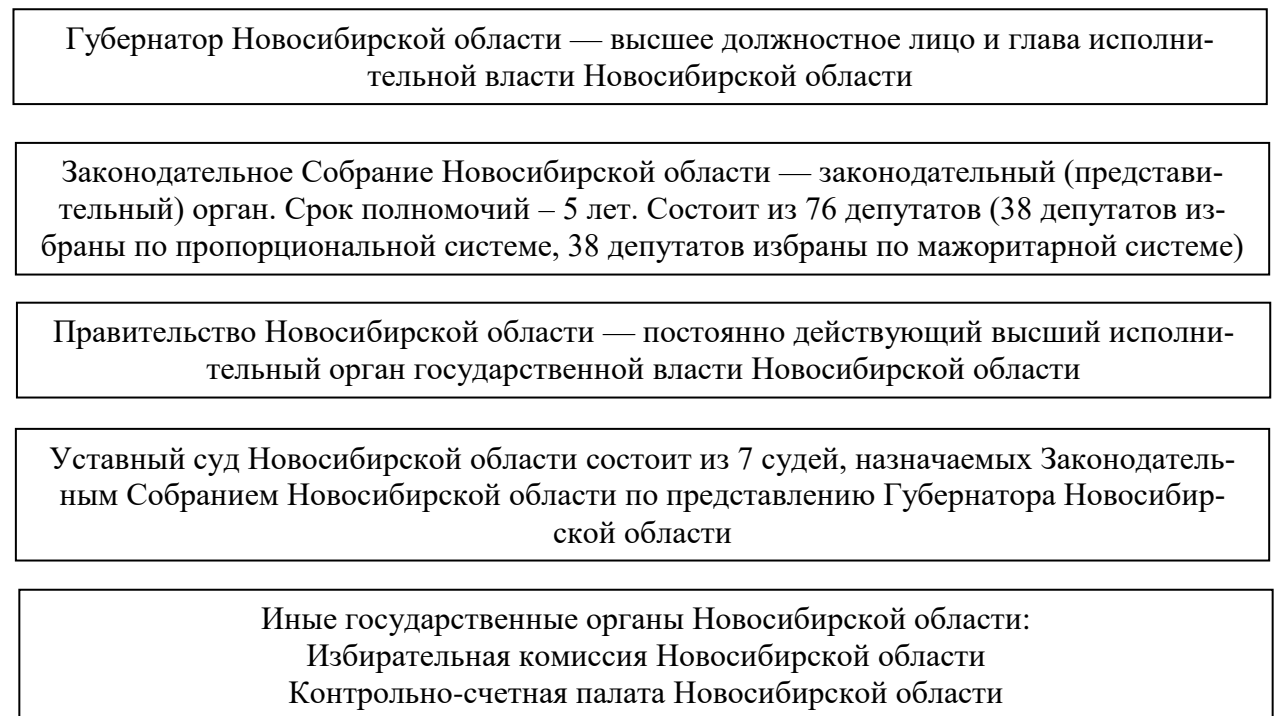 Губернатор Новосибирской области — высшее должностное лицо и глава исполни-
тельной власти Новосибирской области
Законодательное Собрание Новосибирской области — законодательный (представи-
тельный) орган. Срок полномочий – 5 лет. Состоит из 76 депутатов (38 депутатов из-
браны по пропорциональной системе, 38 депутатов избраны по мажоритарной системе)
Правительство Новосибирской области — постоянно действующий высший исполни-
тельный орган государственной власти Новосибирской области
Уставный суд Новосибирской области состоит из 7 судей, назначаемых Законодатель-
ным Собранием Новосибирской области по представлению Губернатора Новосибир-
ской области
Иные государственные органы Новосибирской области:
Избирательная комиссия Новосибирской области
Контрольно-счетная палата Новосибирской области